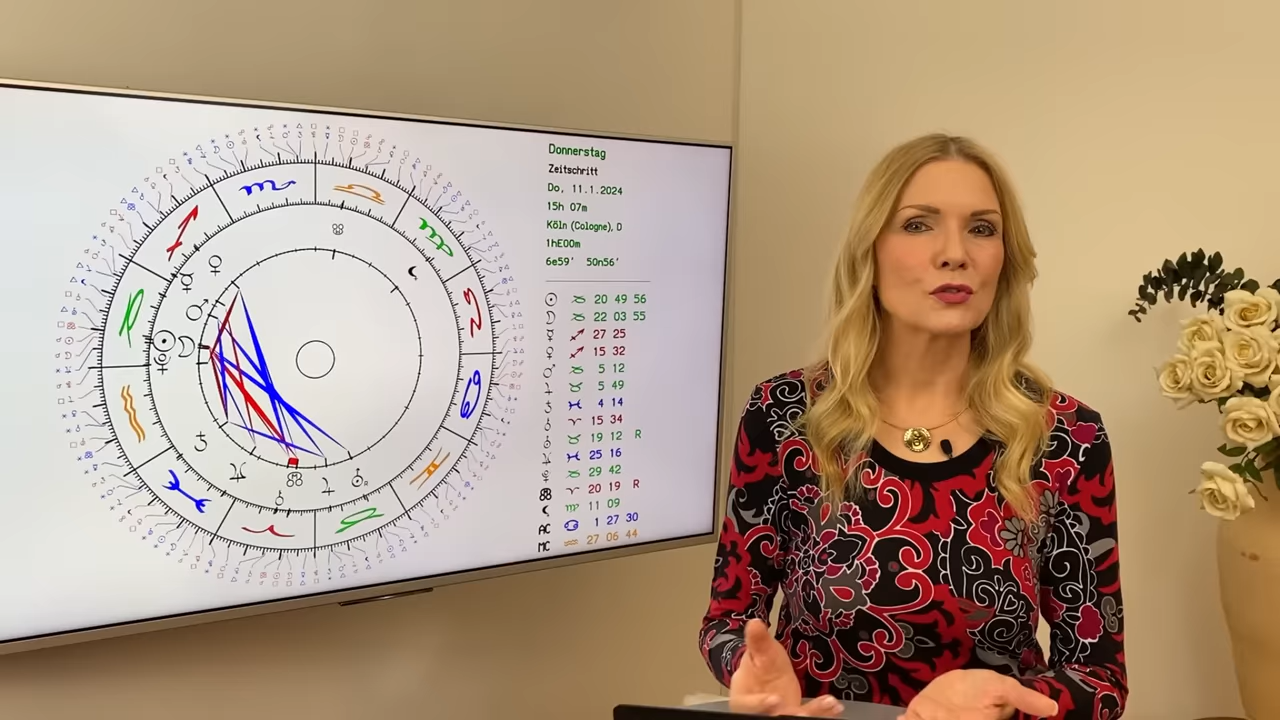 Donnerstag
Zeitschritt
Do, 11.1.2024
15h 07m
Köln (Cologne), D
1hE00m
6e59' 50n56'
☉ ♑ 20 49 56
☽ ♑ 22 03 55
☿ ♐ 27 25
♀ ♐ 15 32
♂ ♑ 5 12
♃ ♉ 5 49
♄ ♓ 4 14
♈ 15 34
♅ ♉ 19 12 R
♆ ♓ 25 16
♇ ♑ 29 42
☊ ♈ 20 19 R
⚸ ♍ 11 09
AC ♋ 1 27 30
MC ♒ 27 06 44